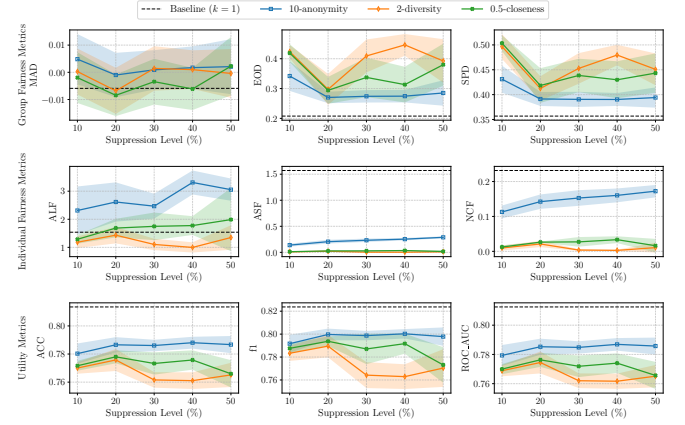 Baseline (k = 1) 10-anonymity 2-diversity 0.5-closeness
Group Fairness Metrics
MAD
0.01
0.00
−0.01
10 20 30 40 50
Suppression Level (%)
EOD
0.4
0.3
0.2
10 20 30 40 50
Suppression Level (%)
SPD
0.50
0.45
0.40
0.35
10 20 30 40 50
Suppression Level (%)
Individual Fairness Metrics
ALF
3
2
1
10 20 30 40 50
Suppression Level (%)
ASF
1.5
1.0
0.5
0.0
10 20 30 40 50
Suppression Level (%)
NCF
0.2
0.1
0.0
10 20 30 40 50
Suppression Level (%)
Utility Metrics
ACC
0.80
0.78
0.76
10 20 30 40 50
Suppression Level (%)
f1
0.82
0.80
0.78
0.76
10 20 30 40 50
Suppression Level (%)
ROC_AUC
0.80
0.78
0.76
10 20 30 40 50
Suppression Level (%)